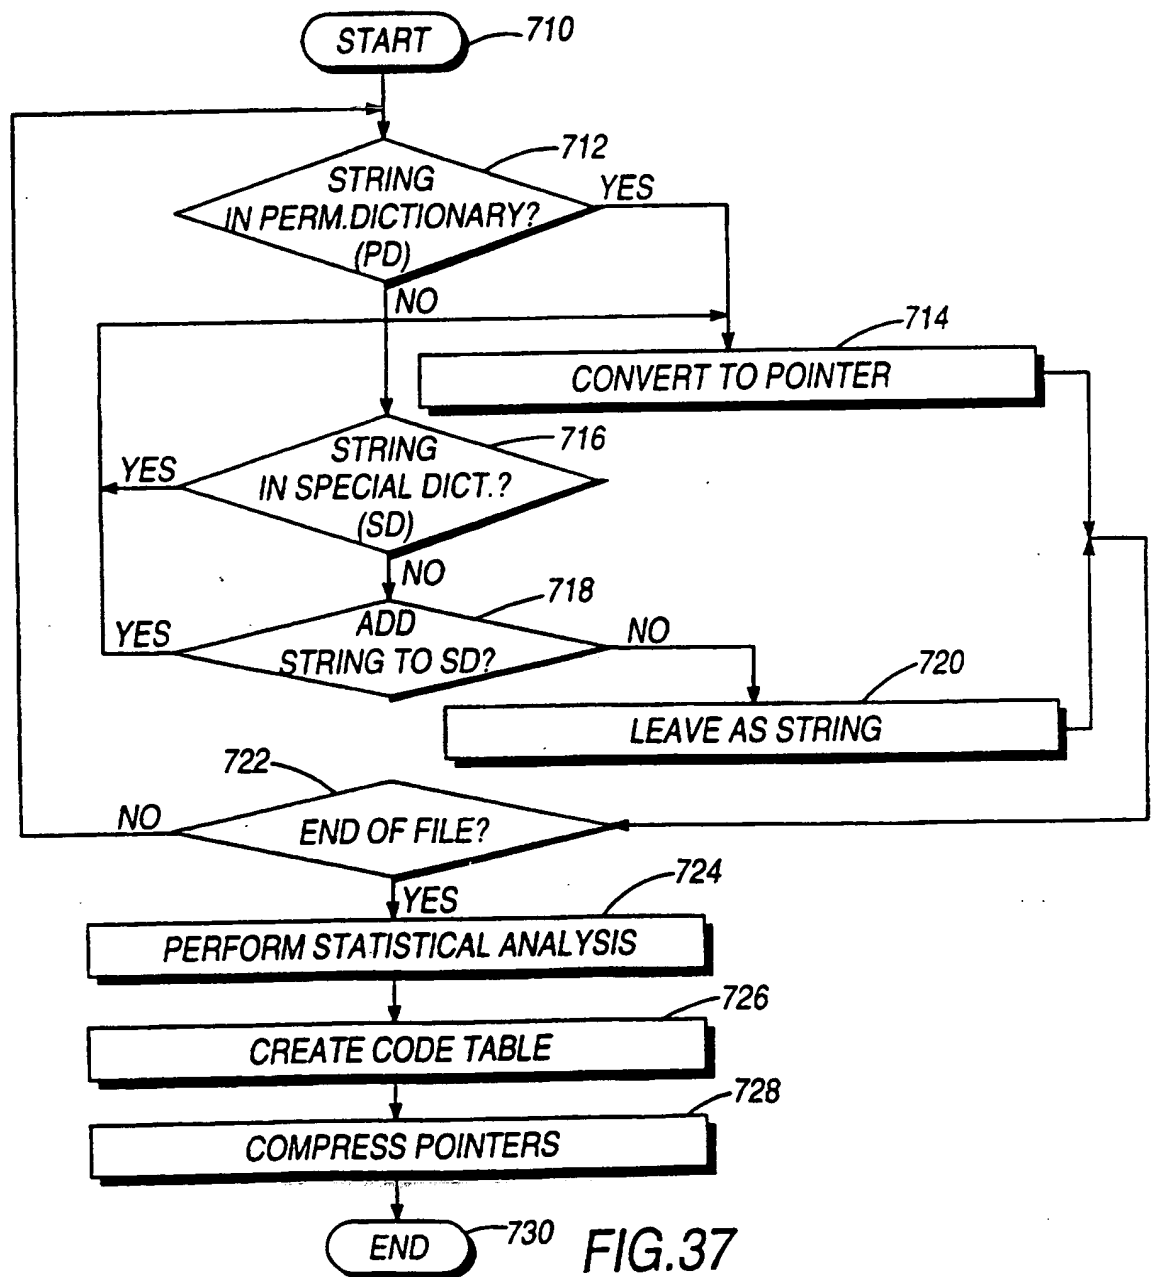 START
710
712
STRING
IN PERM.DICTIONARY?
(PD)
YES
NO
714
CONVERT TO POINTER
716
STRING
IN SPECIAL DICT.?
(SD)
YES
NO
718
ADD
STRING TO SD?
YES
NO
720
LEAVE AS STRING
722
END OF FILE?
NO
YES
724
PERFORM STATISTICAL ANALYSIS
726
CREATE CODE TABLE
728
COMPRESS POINTERS
END
730
FIG.37